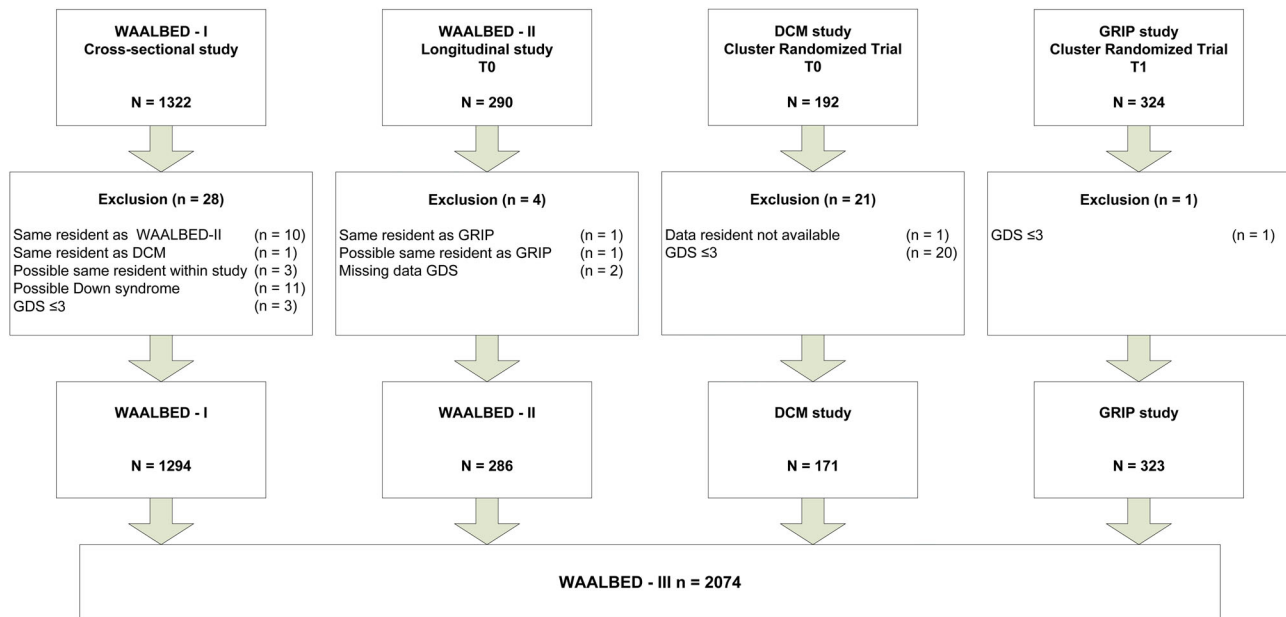 WAALBED - I
Cross-sectional study
N = 1322
WAALBED - II
Longitudinal study
T0
N = 290
DCM study
Cluster Randomized Trial
T0
N = 192
GRIP study
Cluster Randomized Trial
T1
N = 324
Exclusion (n = 28)
Same resident as WAALBED-II (n = 10)
Same resident as DCM (n = 1)
Possible same resident within study (n = 3)
Possible Down syndrome (n = 11)
GDS ≤3 (n = 3)
Exclusion (n = 4)
Same resident as GRIP (n = 1)
Possible same resident as GRIP (n = 1)
Missing data GDS (n = 2)
Exclusion (n = 21)
Data resident not available (n = 1)
GDS ≤3 (n = 20)
Exclusion (n = 1)
GDS ≤3 (n = 1)
WAALBED - I
N = 1294
WAALBED - II
N = 286
DCM study
N = 171
GRIP study
N = 323
WAALBED - III n = 2074